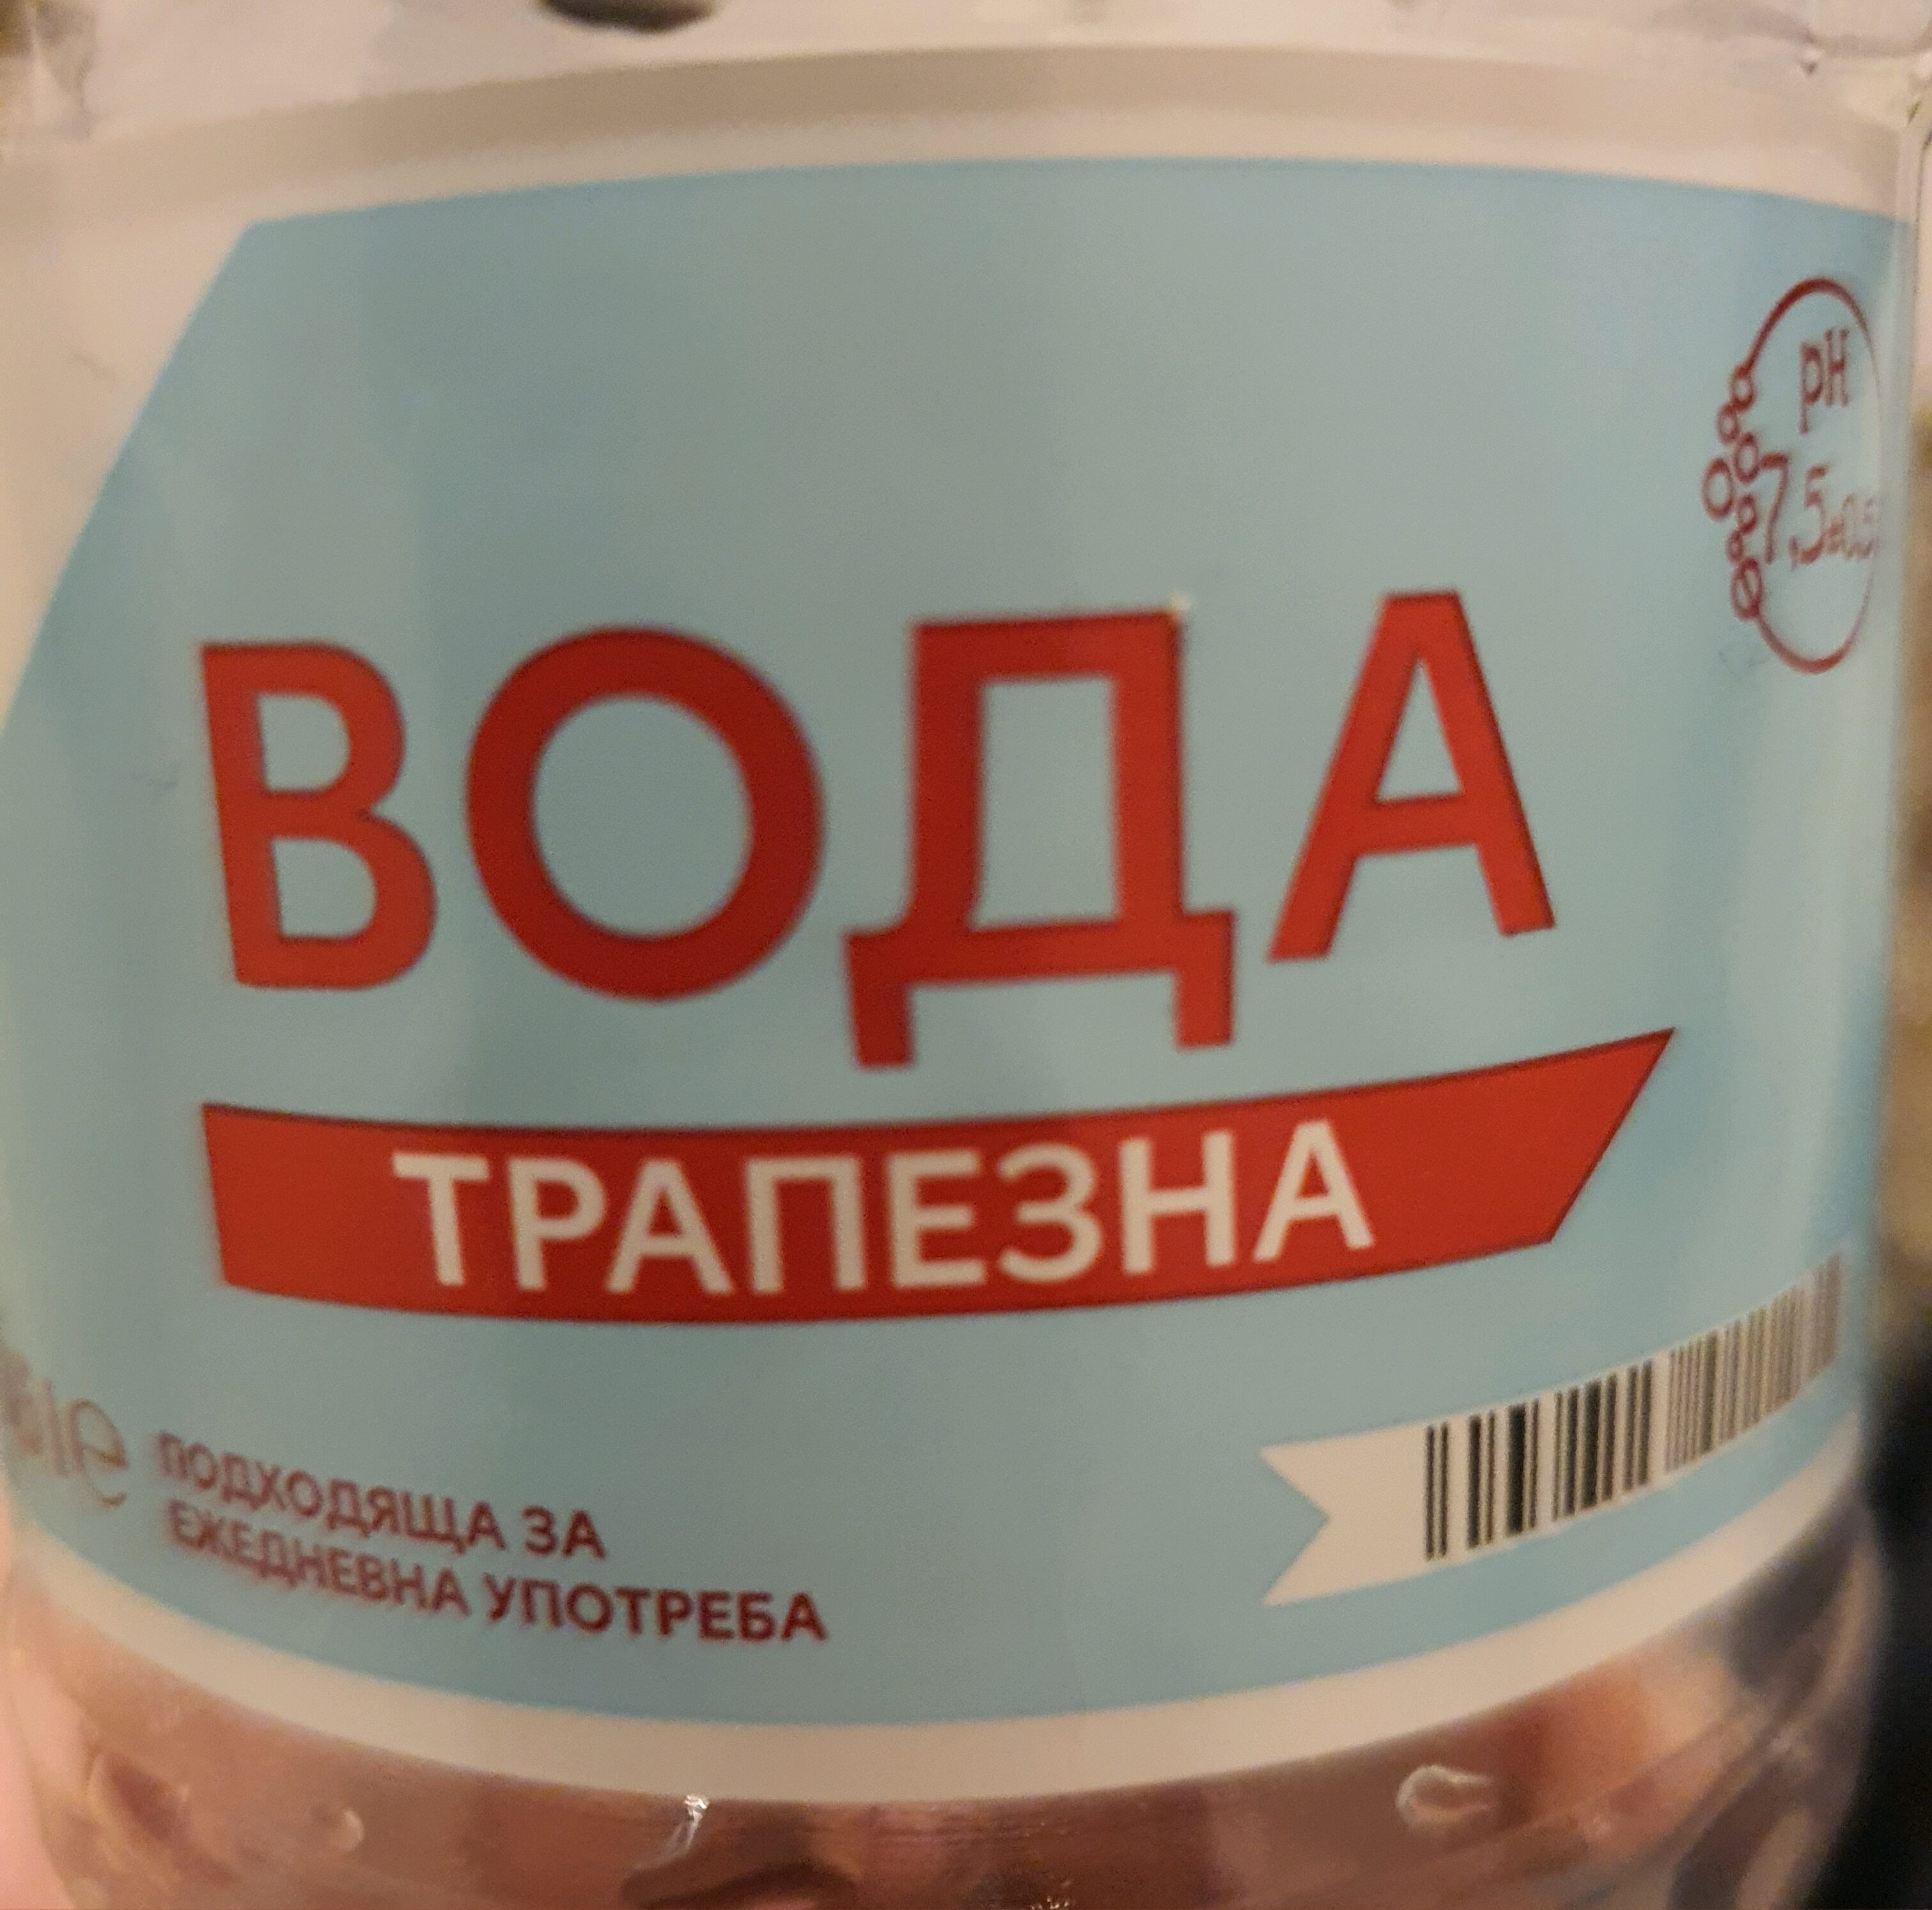 pH
7,5±0,5
ВОДА
ТРАПЕЗНА
ПОДХОДЯЩА ЗА
ЕЖЕДНЕВНА УПОТРЕБА